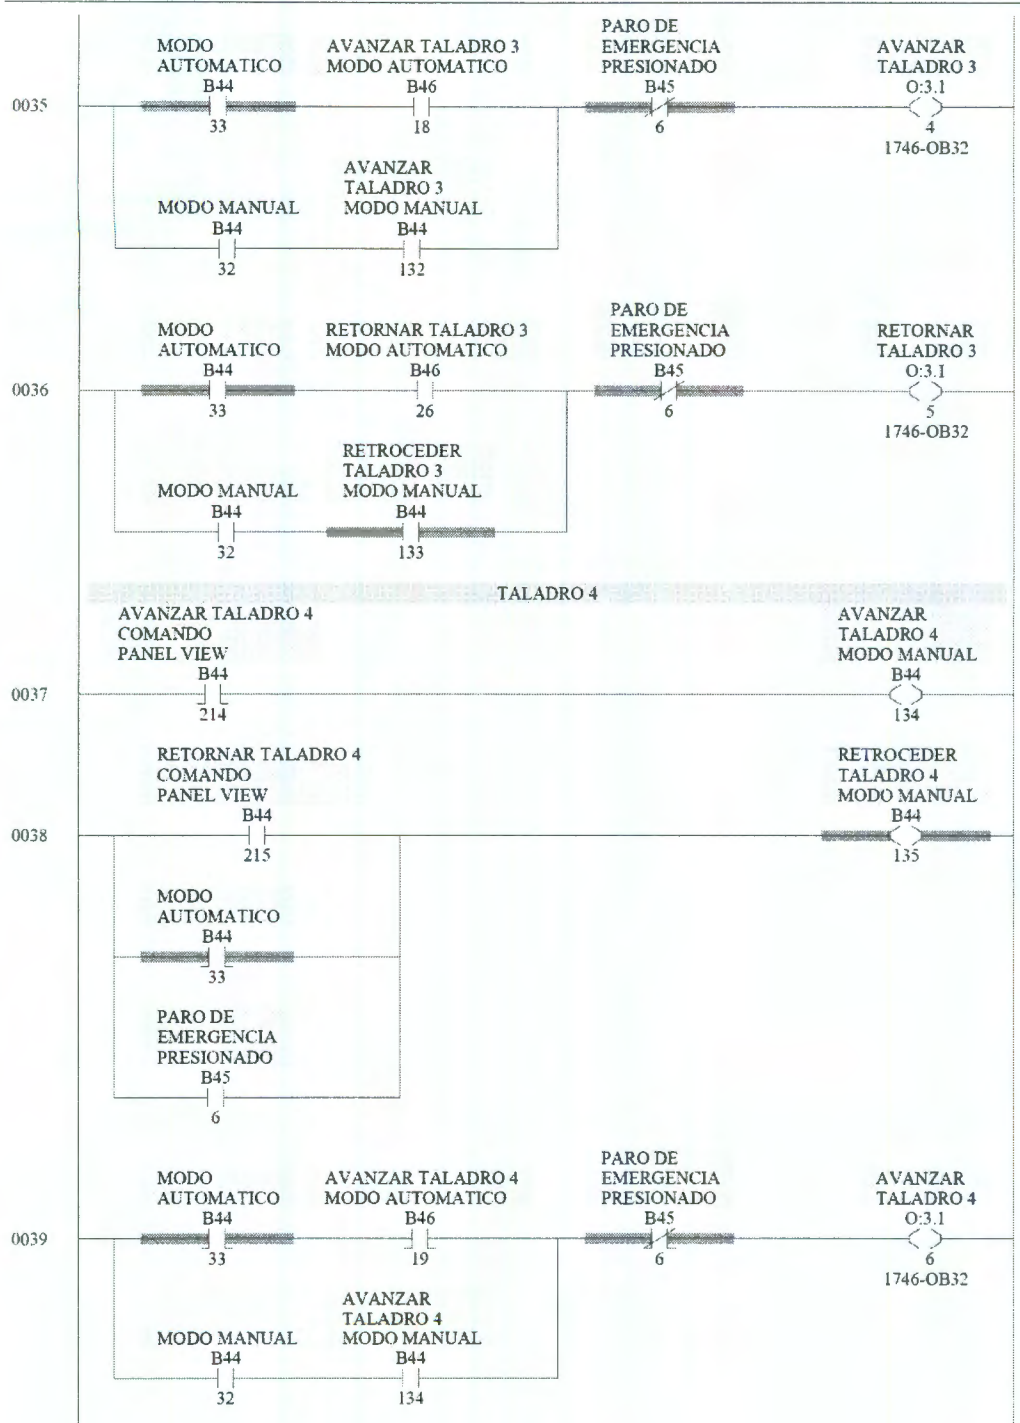 MODO
AUTOMATICO
B44
33
AVANZAR TALADRO 3
MODO AUTOMATICO
B46
18
PARO DE
EMERGENCIA
PRESIONADO
B45
6
AVANZAR
TALADRO 3
O:3.1
4
1746-OB32
0035
MODO MANUAL
B44
32
AVANZAR
TALADRO 3
MODO MANUAL
B44
132
MODO
AUTOMATICO
B44
33
RETORNAR TALADRO 3
MODO AUTOMATICO
B46
26
PARO DE
EMERGENCIA
PRESIONADO
B45
6
RETORNAR
TALADRO 3
O:3.1
5
1746-OB32
0036
MODO MANUAL
B44
32
RETROCEDER
TALADRO 3
MODO MANUAL
B44
133
TALADRO 4
AVANZAR TALADRO 4
COMANDO
PANEL VIEW
B44
214
AVANZAR
TALADRO 4
MODO MANUAL
B44
134
0037
RETORNAR TALADRO 4
COMANDO
PANEL VIEW
B44
215
RETROCEDER
TALADRO 4
MODO MANUAL
B44
135
0038
MODO
AUTOMATICO
B44
33
PARO DE
EMERGENCIA
PRESIONADO
B45
6
MODO
AUTOMATICO
B44
33
AVANZAR TALADRO 4
MODO AUTOMATICO
B46
19
PARO DE
EMERGENCIA
PRESIONADO
B45
6
AVANZAR
TALADRO 4
O:3.1
6
1746-OB32
0039
MODO MANUAL
B44
32
AVANZAR
TALADRO 4
MODO MANUAL
B44
134